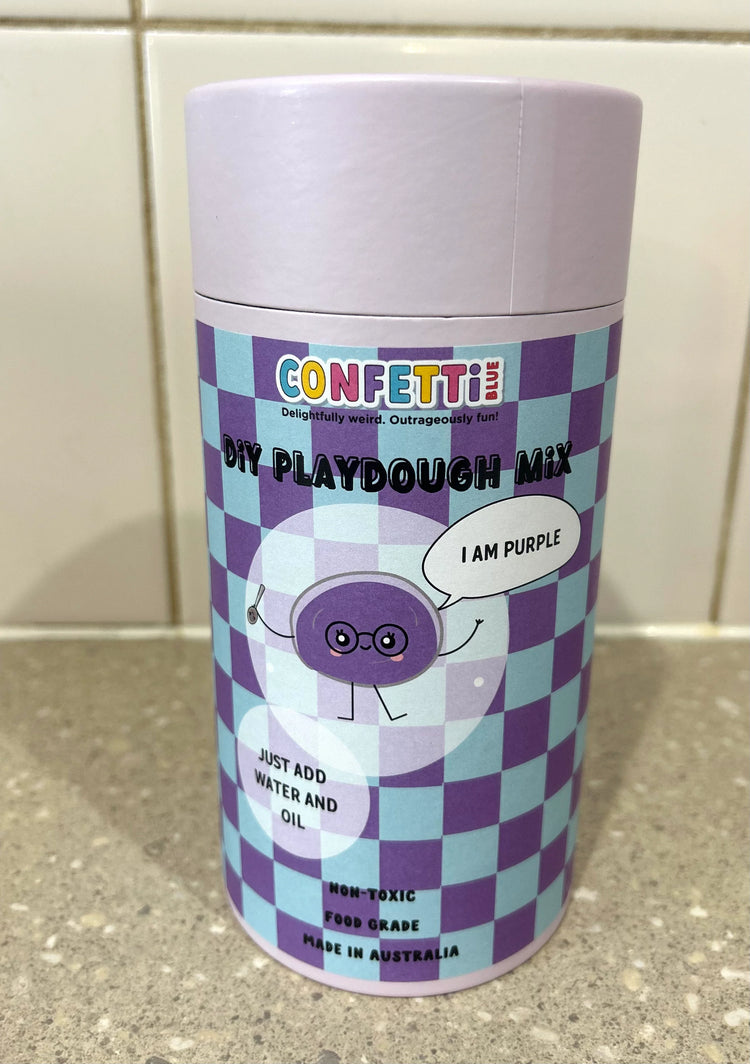 CONFETTi BLUE
Delightfully weird. Outrageously fun!
DiY PLAYDOUGH MiX
I AM PURPLE
JUST ADD
WATER AND
OIL
NON-TOXIC
FOOD GRADE
MADE IN AUSTRALIA